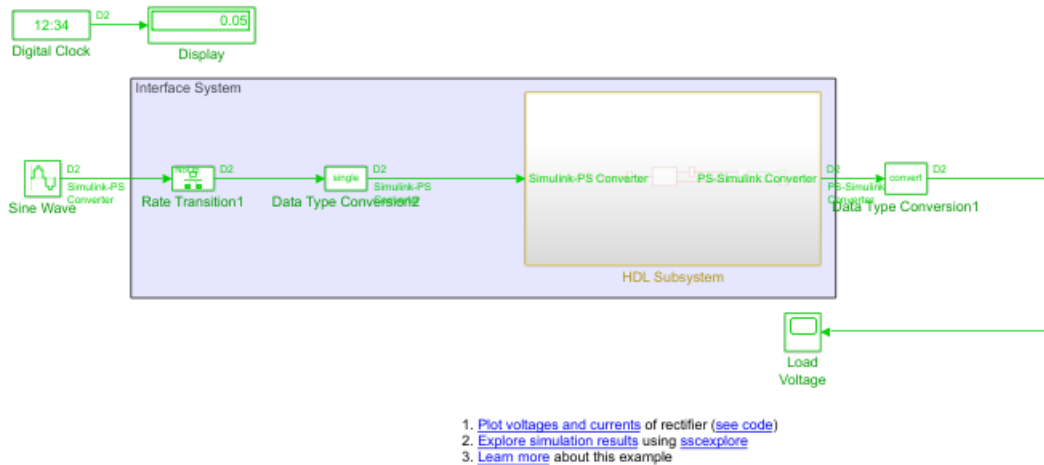 12:34
D2
0.05
Digital Clock
Display
Interface System
D2
Simulink-PS
Converter
Sine Wave
D2
Rate Transition1
single
D2
Simulink-PS
Data Type Conversion2
Simulink-PS Converter
PS-Simulink Converter
HDL Subsystem
D2
PS-Simulink
convert
D2
Data Type Conversion1
Load
Voltage
1. Plot voltages and currents of rectifier (see code)
2. Explore simulation results using sscexplore
3. Learn more about this example